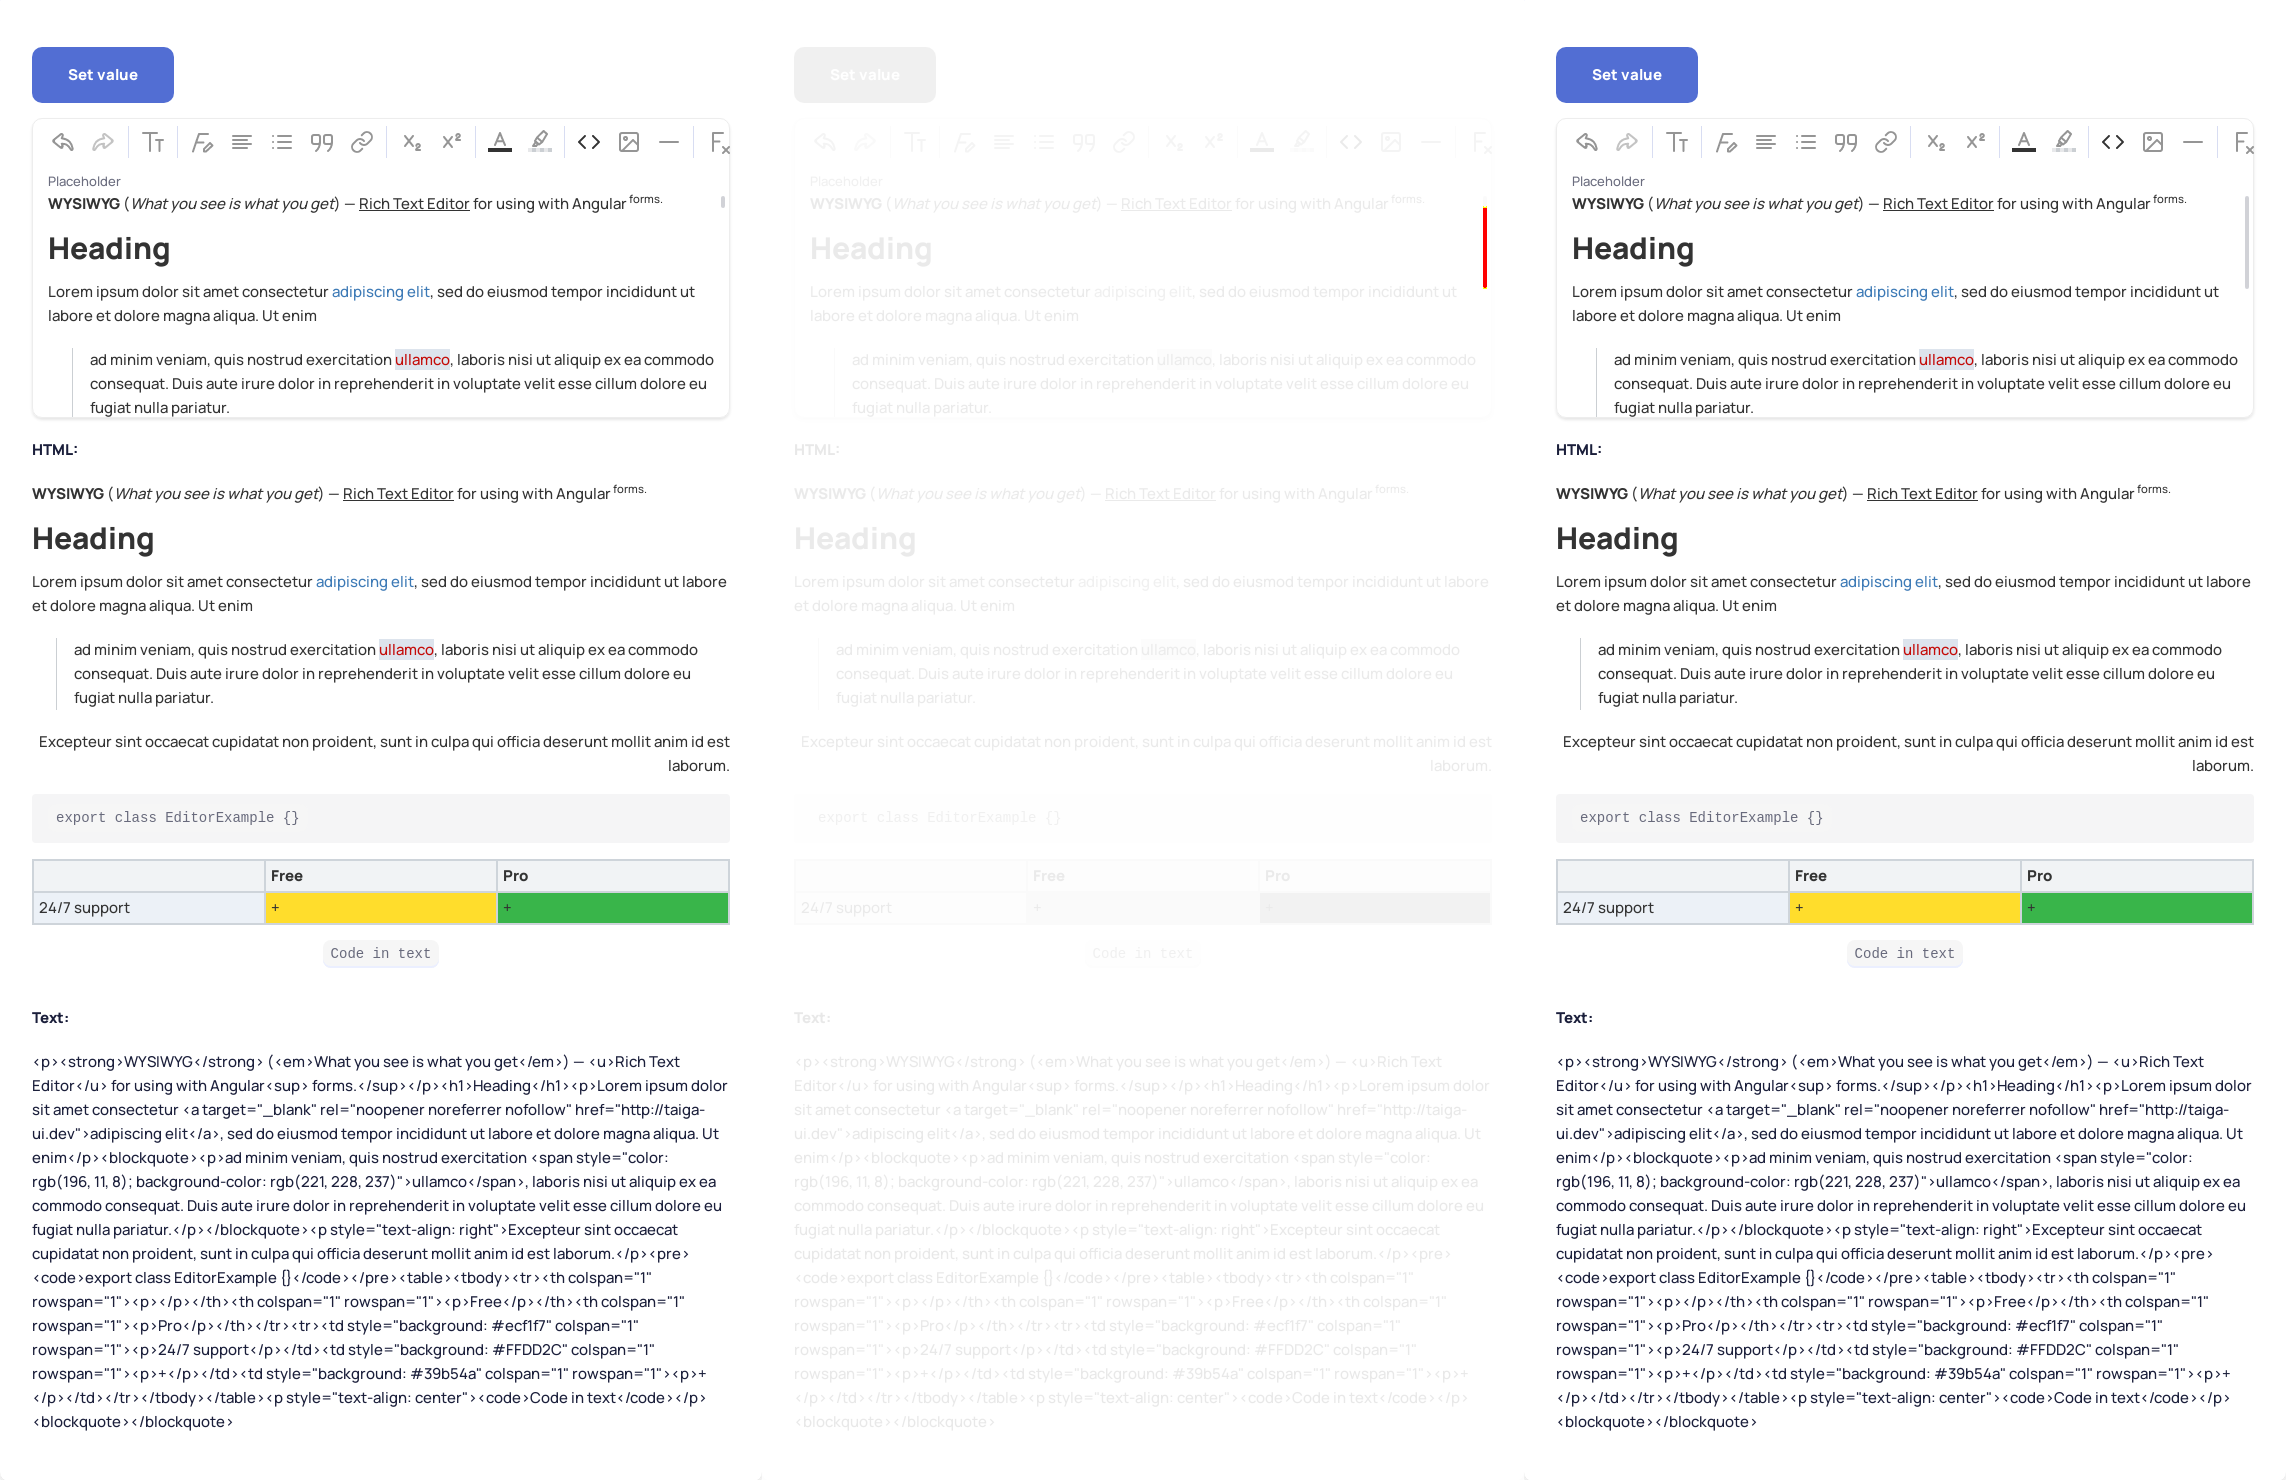 Set value
Placeholder
WYSIWYG (What you see is what you get) — Rich Text Editor for using with Angular forms.
Heading
Lorem ipsum dolor sit amet consectetur adipiscing elit, sed do eiusmod tempor incididunt ut
labore et dolore magna aliqua. Ut enim
ad minim veniam, quis nostrud exercitation ullamco, laboris nisi ut aliquip ex ea commodo
consequat. Duis aute irure dolor in reprehenderit in voluptate velit esse cillum dolore eu
fugiat nulla pariatur.
HTML:
WYSIWYG (What you see is what you get) — Rich Text Editor for using with Angular forms.
Heading
Lorem ipsum dolor sit amet consectetur adipiscing elit, sed do eiusmod tempor incididunt ut labore
et dolore magna aliqua. Ut enim
ad minim veniam, quis nostrud exercitation ullamco, laboris nisi ut aliquip ex ea commodo
consequat. Duis aute irure dolor in reprehenderit in voluptate velit esse cillum dolore eu
fugiat nulla pariatur.
Excepteur sint occaecat cupidatat non proident, sunt in culpa qui officia deserunt mollit anim id est
laborum.
export class EditorExample {}
Free Pro
24/7 support + +
Code in text
Text:
<p><strong>WYSIWYG</strong> (<em>What you see is what you get</em>) — <u>Rich Text
Editor</u> for using with Angular<sup> forms.</sup></p><h1>Heading</h1><p>Lorem ipsum dolor
sit amet consectetur <a target="_blank" rel="noopener noreferrer nofollow" href="http://taiga-
ui.dev">adipiscing elit</a>, sed do eiusmod tempor incididunt ut labore et dolore magna aliqua. Ut
enim</p><blockquote><p>ad minim veniam, quis nostrud exercitation <span style="color:
rgb(196, 11, 8); background-color: rgb(221, 228, 237)">ullamco</span>, laboris nisi ut aliquip ex ea
commodo consequat. Duis aute irure dolor in reprehenderit in voluptate velit esse cillum dolore eu
fugiat nulla pariatur.</p></blockquote><p style="text-align: right">Excepteur sint occaecat
cupidatat non proident, sunt in culpa qui officia deserunt mollit anim id est laborum.</p><pre>
<code>export class EditorExample {}</code></pre><table><tbody><tr><th colspan="1"
rowspan="1"><p></p></th><th colspan="1" rowspan="1"><p>Free</p></th><th colspan="1"
rowspan="1"><p>Pro</p></th></tr><tr><td style="background: #ecf1f7" colspan="1"
rowspan="1"><p>24/7 support</p></td><td style="background: #FFDD2C" colspan="1"
rowspan="1"><p>+</p></td><td style="background: #39b54a" colspan="1" rowspan="1"><p>+
</p></td></tr></tbody></table><p style="text-align: center"><code>Code in text</code></p>
<blockquote></blockquote>
Set value
Placeholder
WYSIWYG (What you see is what you get) — Rich Text Editor for using with Angular forms.
Heading
Lorem ipsum dolor sit amet consectetur adipiscing elit, sed do eiusmod tempor incididunt ut
labore et dolore magna aliqua. Ut enim
ad minim veniam, quis nostrud exercitation ullamco, laboris nisi ut aliquip ex ea commodo
consequat. Duis aute irure dolor in reprehenderit in voluptate velit esse cillum dolore eu
fugiat nulla pariatur.
HTML:
WYSIWYG (What you see is what you get) — Rich Text Editor for using with Angular forms.
Heading
Lorem ipsum dolor sit amet consectetur adipiscing elit, sed do eiusmod tempor incididunt ut labore
et dolore magna aliqua. Ut enim
ad minim veniam, quis nostrud exercitation ullamco, laboris nisi ut aliquip ex ea commodo
consequat. Duis aute irure dolor in reprehenderit in voluptate velit esse cillum dolore eu
fugiat nulla pariatur.
Excepteur sint occaecat cupidatat non proident, sunt in culpa qui officia deserunt mollit anim id est
laborum.
export class EditorExample {}
Free Pro
24/7 support + +
Code in text
Text:
<p><strong>WYSIWYG</strong> (<em>What you see is what you get</em>) — <u>Rich Text
Editor</u> for using with Angular<sup> forms.</sup></p><h1>Heading</h1><p>Lorem ipsum dolor
sit amet consectetur <a target="_blank" rel="noopener noreferrer nofollow" href="http://taiga-
ui.dev">adipiscing elit</a>, sed do eiusmod tempor incididunt ut labore et dolore magna aliqua. Ut
enim</p><blockquote><p>ad minim veniam, quis nostrud exercitation <span style="color:
rgb(196, 11, 8); background-color: rgb(221, 228, 237)">ullamco</span>, laboris nisi ut aliquip ex ea
commodo consequat. Duis aute irure dolor in reprehenderit in voluptate velit esse cillum dolore eu
fugiat nulla pariatur.</p></blockquote><p style="text-align: right">Excepteur sint occaecat
cupidatat non proident, sunt in culpa qui officia deserunt mollit anim id est laborum.</p><pre>
<code>export class EditorExample {}</code></pre><table><tbody><tr><th colspan="1"
rowspan="1"><p></p></th><th colspan="1" rowspan="1"><p>Free</p></th><th colspan="1"
rowspan="1"><p>Pro</p></th></tr><tr><td style="background: #ecf1f7" colspan="1"
rowspan="1"><p>24/7 support</p></td><td style="background: #FFDD2C" colspan="1"
rowspan="1"><p>+</p></td><td style="background: #39b54a" colspan="1" rowspan="1"><p>+
</p></td></tr></tbody></table><p style="text-align: center"><code>Code in text</code></p>
<blockquote></blockquote>
Set value
Placeholder
WYSIWYG (What you see is what you get) — Rich Text Editor for using with Angular forms.
Heading
Lorem ipsum dolor sit amet consectetur adipiscing elit, sed do eiusmod tempor incididunt ut
labore et dolore magna aliqua. Ut enim
ad minim veniam, quis nostrud exercitation ullamco, laboris nisi ut aliquip ex ea commodo
consequat. Duis aute irure dolor in reprehenderit in voluptate velit esse cillum dolore eu
fugiat nulla pariatur.
HTML:
WYSIWYG (What you see is what you get) — Rich Text Editor for using with Angular forms.
Heading
Lorem ipsum dolor sit amet consectetur adipiscing elit, sed do eiusmod tempor incididunt ut labore
et dolore magna aliqua. Ut enim
ad minim veniam, quis nostrud exercitation ullamco, laboris nisi ut aliquip ex ea commodo
consequat. Duis aute irure dolor in reprehenderit in voluptate velit esse cillum dolore eu
fugiat nulla pariatur.
Excepteur sint occaecat cupidatat non proident, sunt in culpa qui officia deserunt mollit anim id est
laborum.
export class EditorExample {}
Free Pro
24/7 support + +
Code in text
Text:
<p><strong>WYSIWYG</strong> (<em>What you see is what you get</em>) — <u>Rich Text
Editor</u> for using with Angular<sup> forms.</sup></p><h1>Heading</h1><p>Lorem ipsum dolor
sit amet consectetur <a target="_blank" rel="noopener noreferrer nofollow" href="http://taiga-
ui.dev">adipiscing elit</a>, sed do eiusmod tempor incididunt ut labore et dolore magna aliqua. Ut
enim</p><blockquote><p>ad minim veniam, quis nostrud exercitation <span style="color:
rgb(196, 11, 8); background-color: rgb(221, 228, 237)">ullamco</span>, laboris nisi ut aliquip ex ea
commodo consequat. Duis aute irure dolor in reprehenderit in voluptate velit esse cillum dolore eu
fugiat nulla pariatur.</p></blockquote><p style="text-align: right">Excepteur sint occaecat
cupidatat non proident, sunt in culpa qui officia deserunt mollit anim id est laborum.</p><pre>
<code>export class EditorExample {}</code></pre><table><tbody><tr><th colspan="1"
rowspan="1"><p></p></th><th colspan="1" rowspan="1"><p>Free</p></th><th colspan="1"
rowspan="1"><p>Pro</p></th></tr><tr><td style="background: #ecf1f7" colspan="1"
rowspan="1"><p>24/7 support</p></td><td style="background: #FFDD2C" colspan="1"
rowspan="1"><p>+</p></td><td style="background: #39b54a" colspan="1" rowspan="1"><p>+
</p></td></tr></tbody></table><p style="text-align: center"><code>Code in text</code></p>
<blockquote></blockquote>